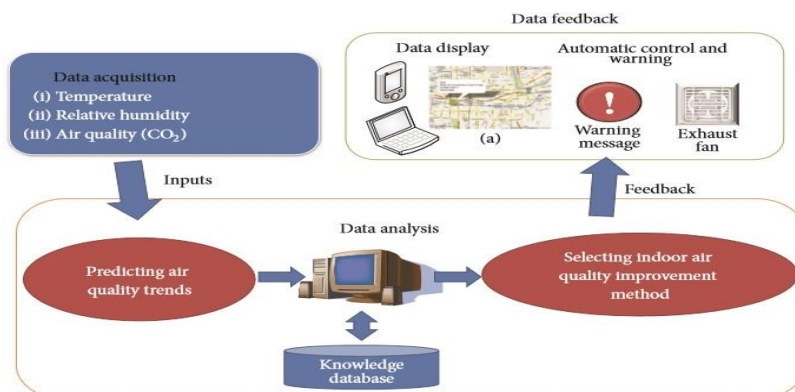 Data feedback
Data acquisition
(i) Temperature
(ii) Relative humidity
(iii) Air quality (CO₂)
Data display
Automatic control and
warning
(a)
Warning
message
Exhaust
fan
Inputs
Feedback
Data analysis
Predicting air
quality trends
Selecting indoor air
quality improvement
method
Knowledge
database